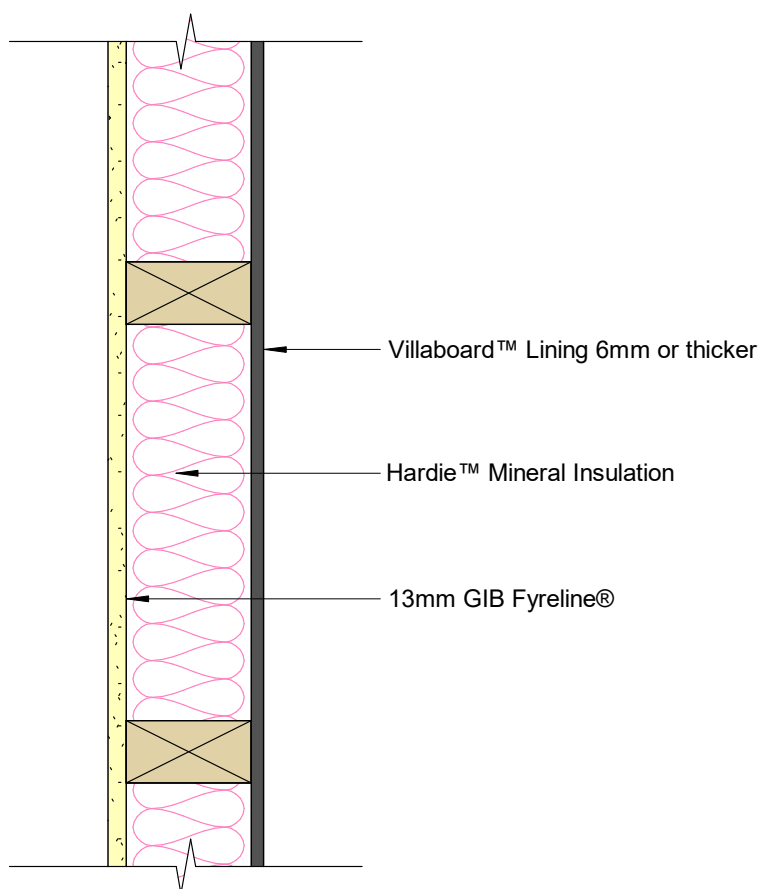 Villaboard™ Lining 6mm or thicker
Hardie™ Mineral Insulation
13mm GIB Fyreline®